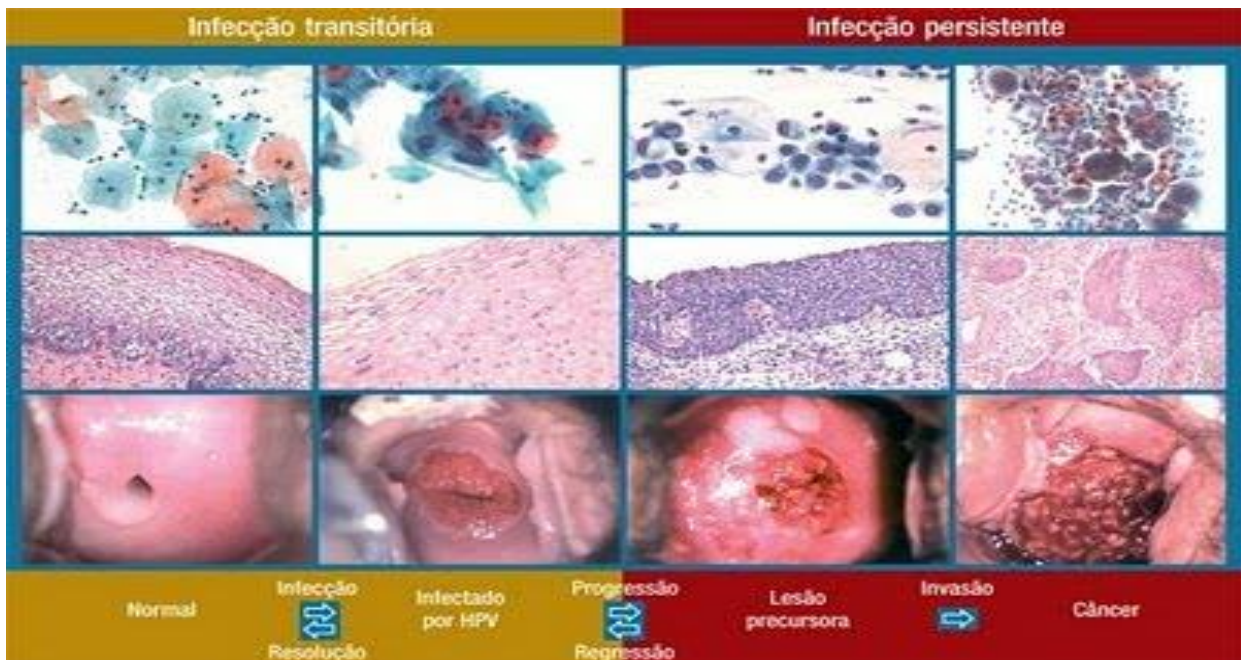 Infecção transitória
Infecção persistente
Infecção
Normal
Resolução
Infectado
por HPV
Progressão
Regressão
Lesão
precursora
Invasão
Câncer